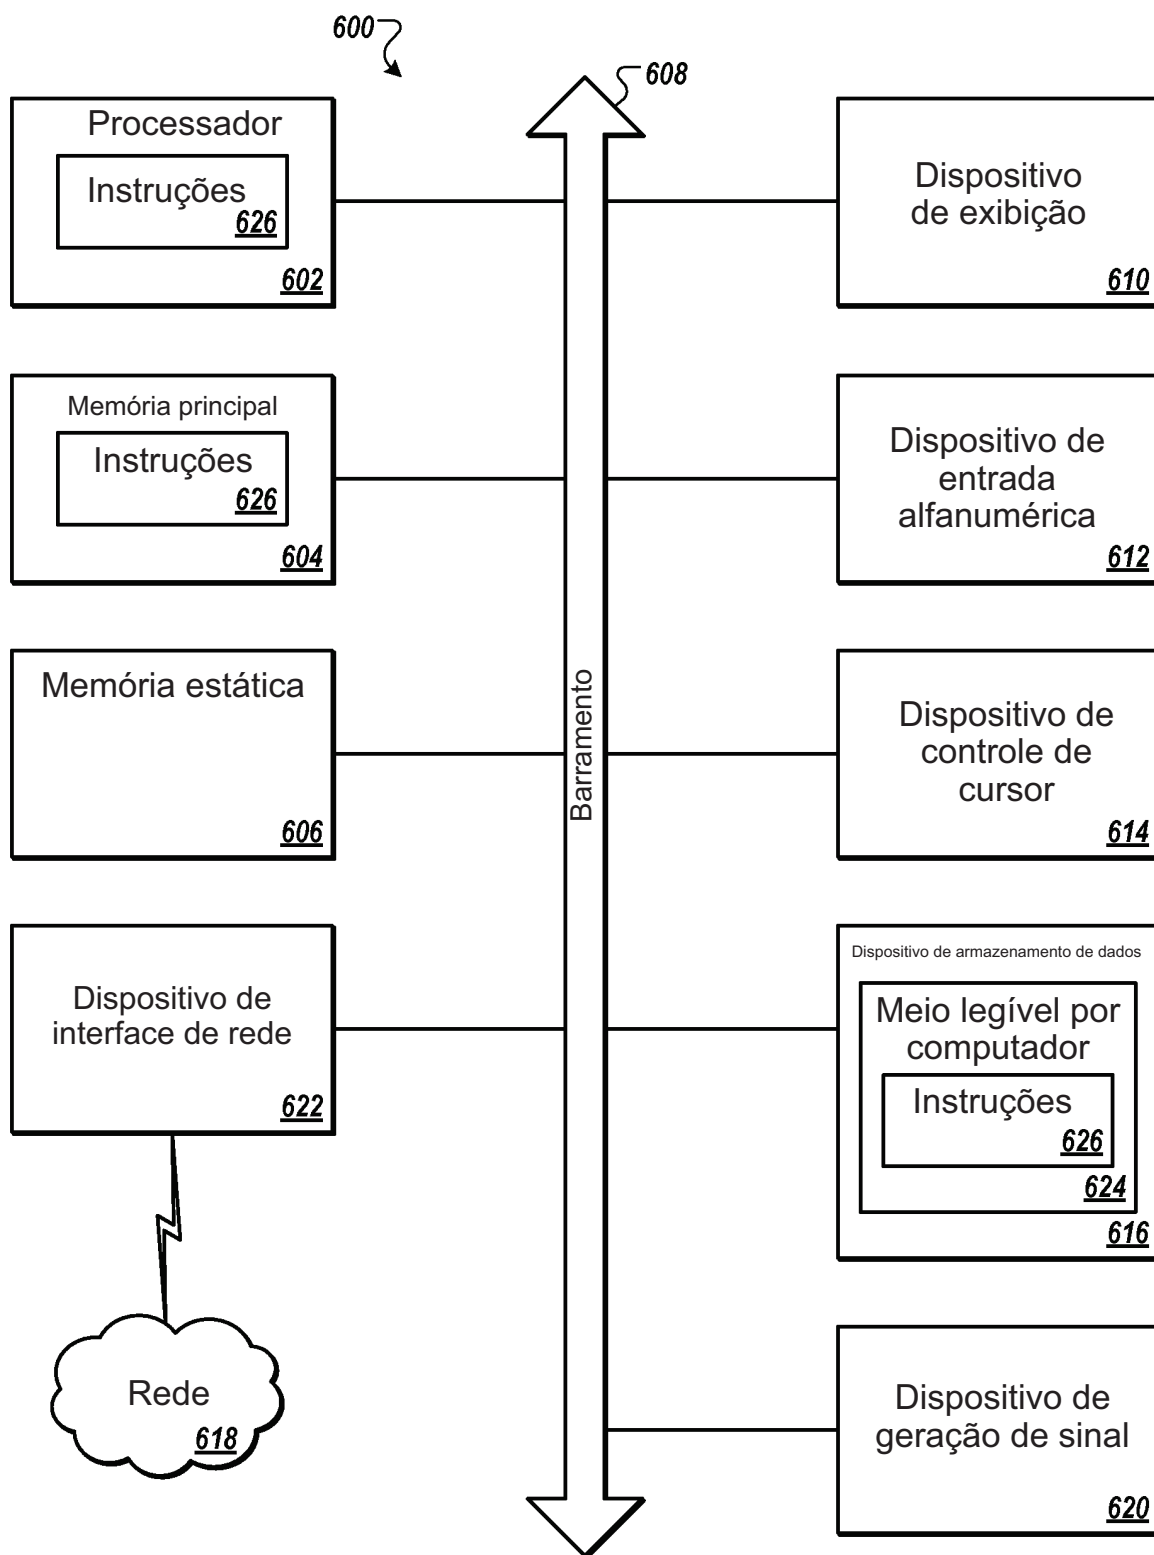 600
608
Processador
Instruções
626
602
Memória principal
Instruções
626
604
Memória estática
606
Dispositivo de
interface de rede
622
Rede
618
Barramento
Dispositivo
de exibição
610
Dispositivo de
entrada
alfanumérica
612
Dispositivo de
controle de
cursor
614
Dispositivo de armazenamento de dados
Meio legível por
computador
Instruções
626
624
616
Dispositivo de
geração de sinal
620